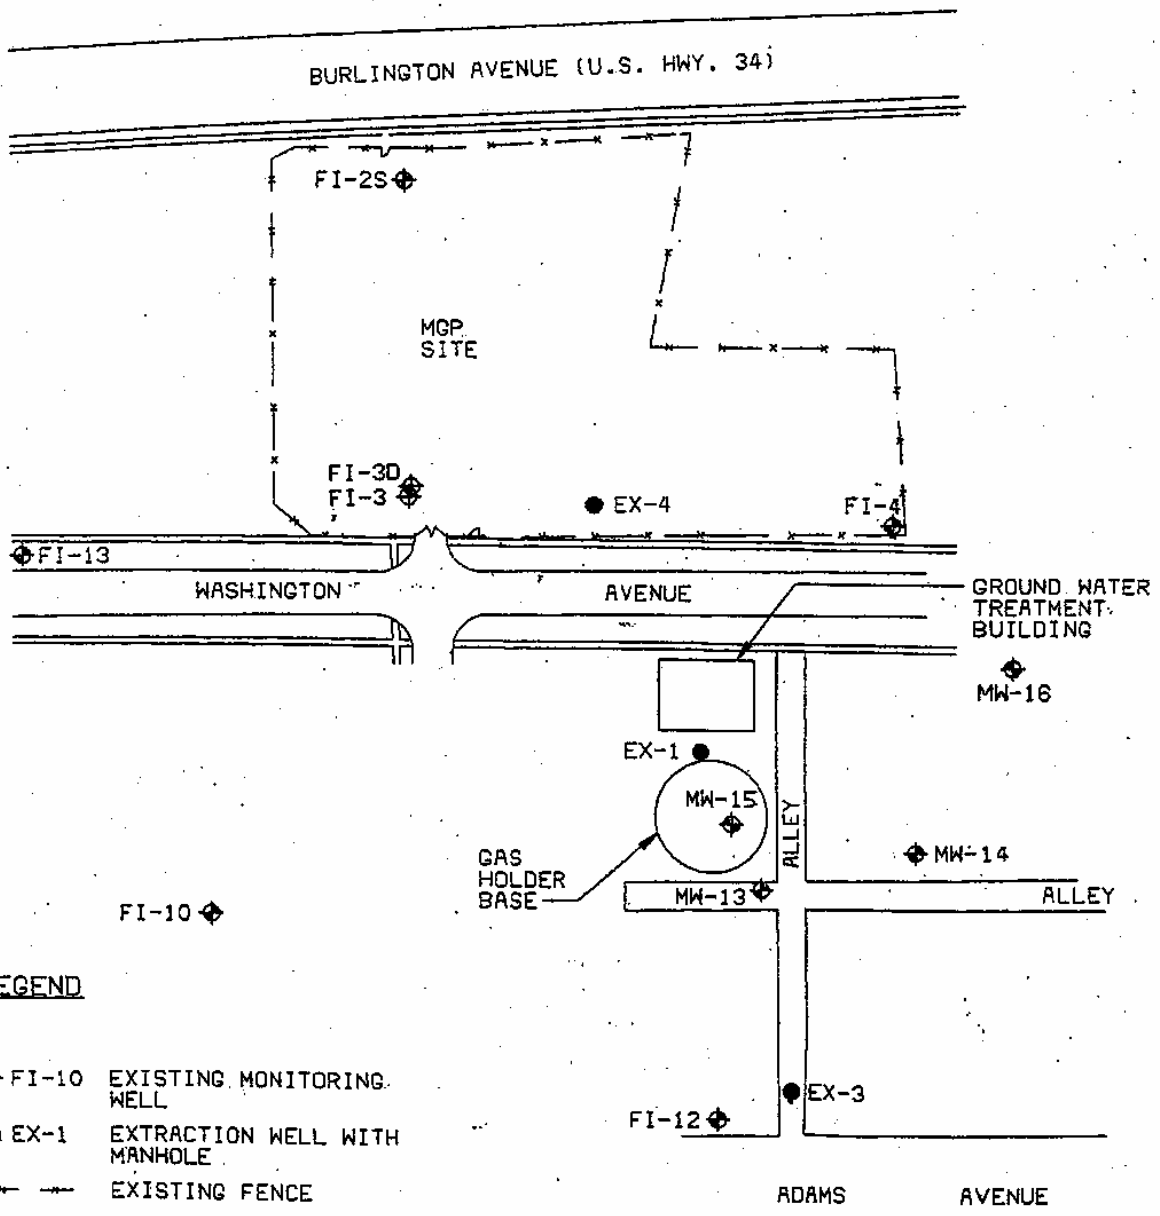 BURLINGTON AVENUE (U.S. HWY. 34)
FI-2S
MGP
SITE
FI-3D
FI-3
EX-4
FI-4
FI-13
WASHINGTON AVENUE
GROUND WATER
TREATMENT
BUILDING
MW-16
EX-1
MW-15
ALLEY
GAS
HOLDER
BASE
MW-14
MW-13
ALLEY
FI-10
EGEND
FI-10 EXISTING MONITORING
WELL
EX-1 EXTRACTION WELL WITH
MANHOLE
EXISTING FENCE
EX-3
FI-12
ADAMS AVENUE